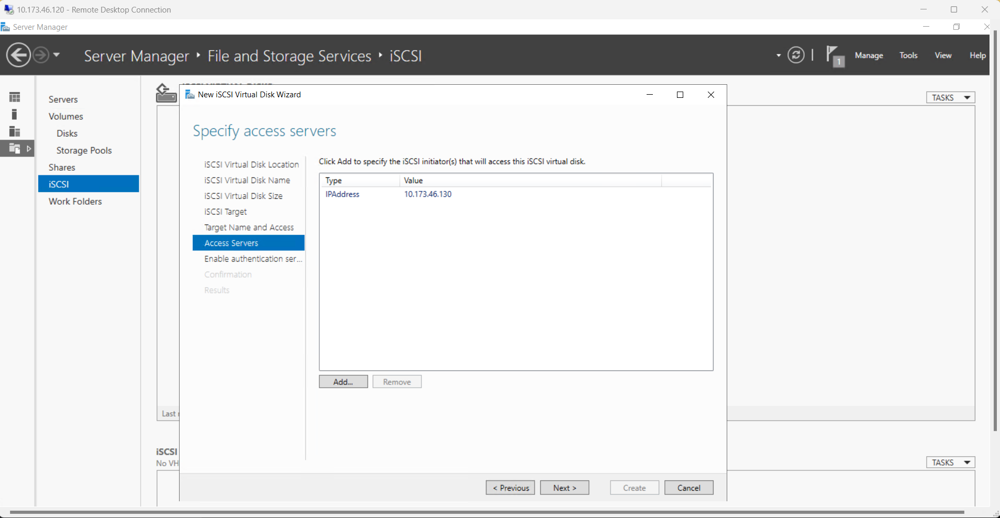 10.173.46.120 - Remote Desktop Connection
Server Manager
Server Manager ‣ File and Storage Services ‣ iSCSI
1
Manage
Tools
View
Help
Servers
Volumes
Disks
Storage Pools
Shares
iSCSI
Work Folders
TASKS
New iSCSI Virtual Disk Wizard
Specify access servers
iSCSI Virtual Disk Location
iSCSI Virtual Disk Name
iSCSI Virtual Disk Size
iSCSI Target
Target Name and Access
Access Servers
Enable authentication ser...
Confirmation
Results
Click Add to specify the iSCSI initiator(s) that will access this iSCSI virtual disk.
Type Value
IPAddress 10.173.46.130
Add...
Remove
Last
iSCSI
No VH
TASKS
< Previous
Next >
Create
Cancel